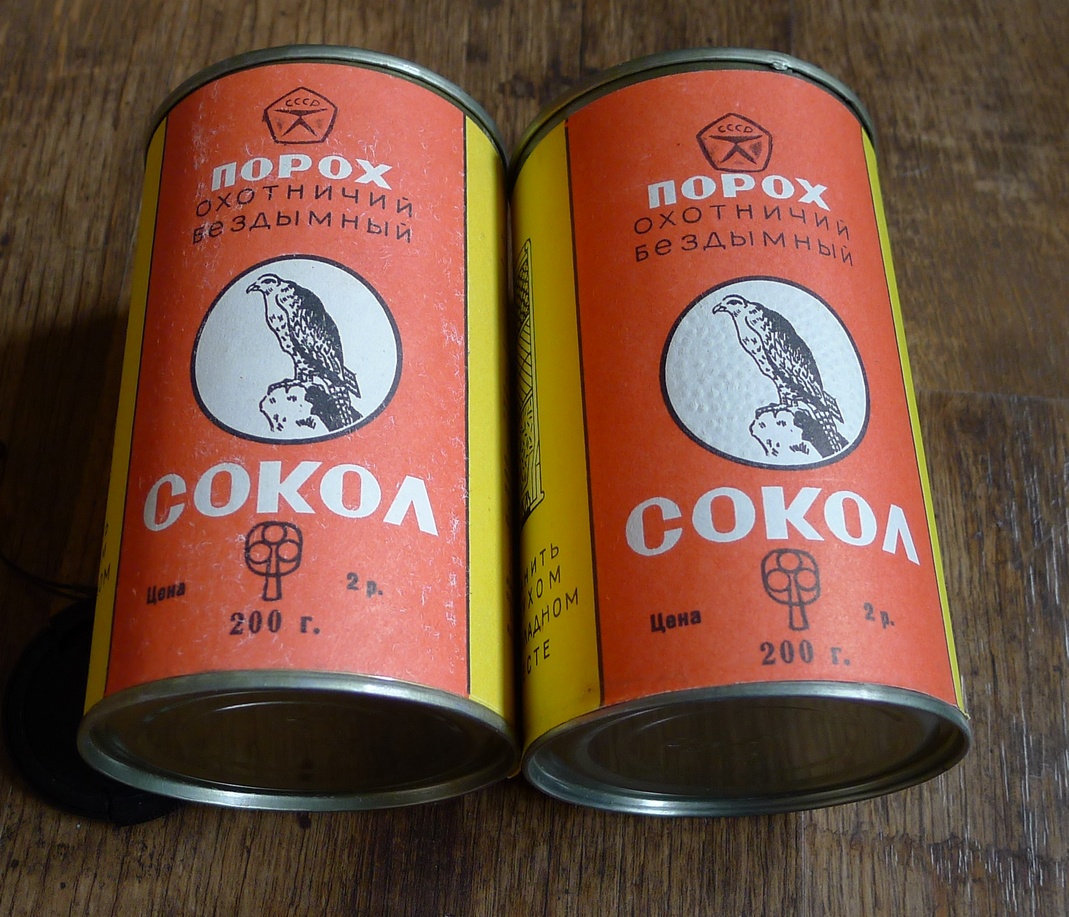 СССР
ПОРОХ
ОХОТНИЧИЙ
бездымный
СОКОЛ
Цена 2 р.
200 г.
СССР
ПОРОХ
ОХОТНИЧИЙ
бездымный
СОКОЛ
Цена 2 р.
200 г.